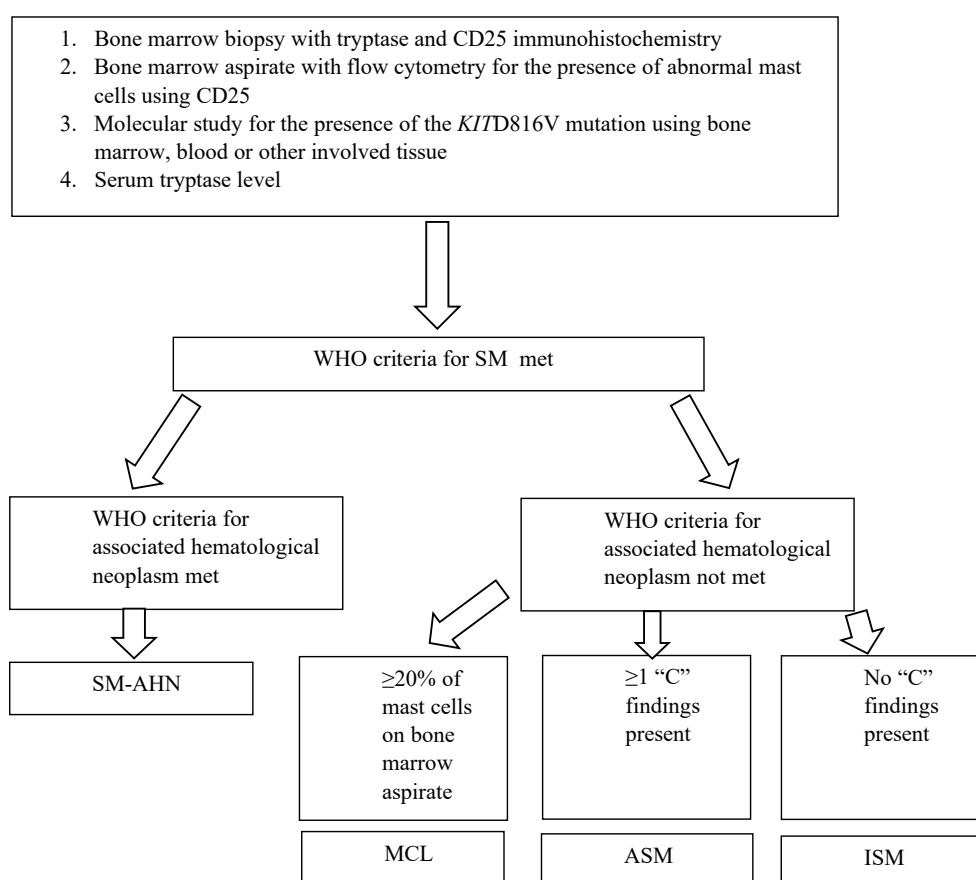 1. Bone marrow biopsy with tryptase and CD25 immunohistochemistry
2. Bone marrow aspirate with flow cytometry for the presence of abnormal mast
cells using CD25
3. Molecular study for the presence of the KITD816V mutation using bone
marrow, blood or other involved tissue
4. Serum tryptase level
WHO criteria for SM met
WHO criteria for
associated hematological
neoplasm met
WHO criteria for
associated hematological
neoplasm not met
SM-AHN
≥20% of
mast cells
on bone
marrow
aspirate
≥1 “C”
findings
present
No “C”
findings
present
MCL
ASM
ISM